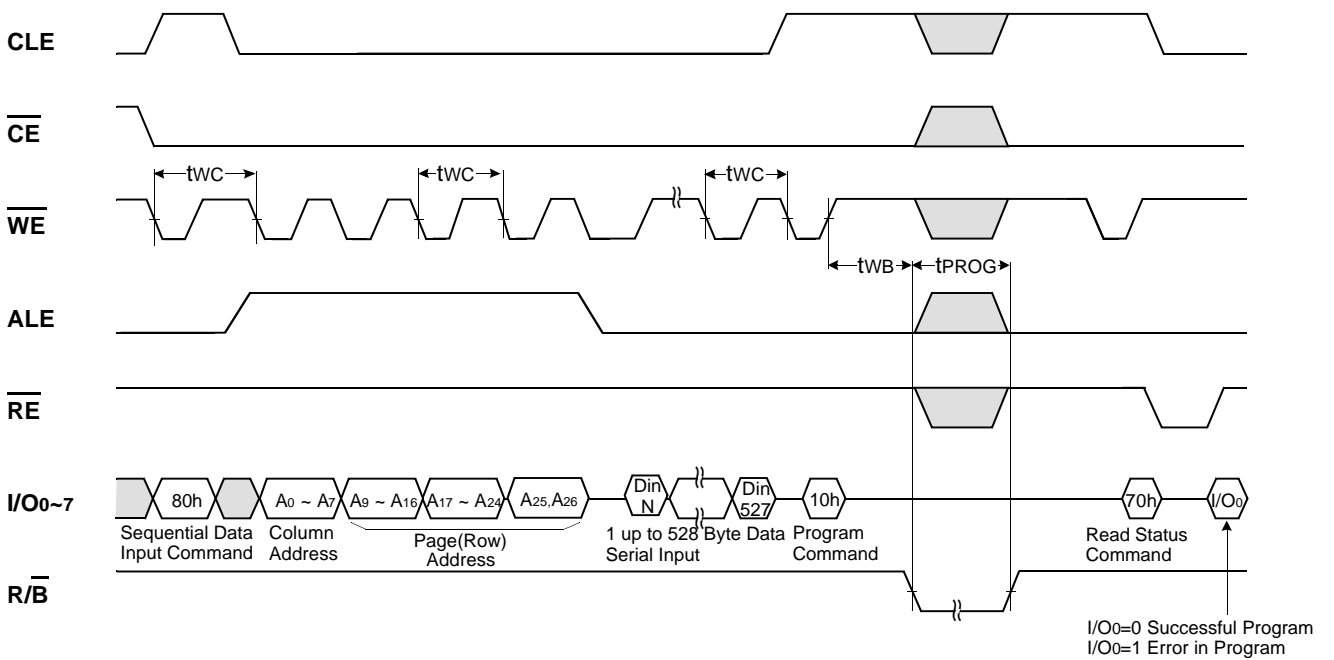 CLE
CE
tWC tWC tWC
WE
tWB tPROG
ALE
RE
I/O0~7 80h A0 ~ A7 A9 ~ A16 A17 ~ A24 A25,A26 Din N Din 527 10h 70h I/O0
Sequential Data Input Command
Column Address
Page(Row) Address
1 up to 528 Byte Data Serial Input
Program Command
Read Status Command
R/B
I/O0=0 Successful Program
I/O0=1 Error in Program